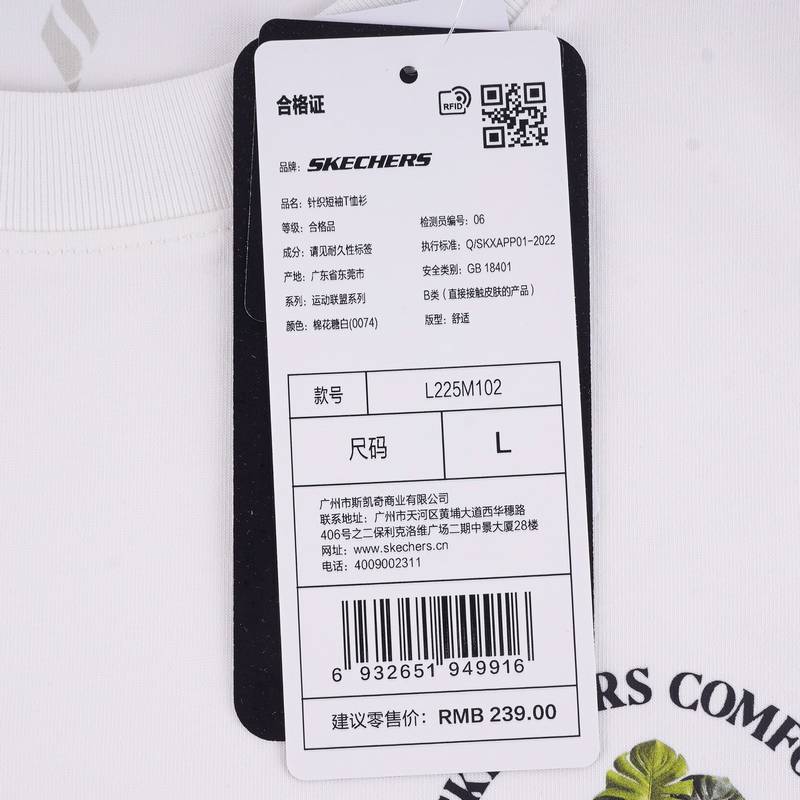 合格证
RFID
品牌: SKECHERS
品名: 针织短袖T恤衫
等级: 合格品
检测员编号: 06
成分: 请见耐久性标签
执行标准: Q/SKXAPP01-2022
产地: 广东省东莞市
安全类别: GB 18401
系列: 运动联盟系列
B类 (直接接触皮肤的产品)
颜色: 棉花糖白(0074)
版型: 舒适
款号 L225M102
尺码 L
广州市斯凯奇商业有限公司
联系地址: 广州市天河区黄埔大道西华穗路
406号之二保利克洛维广场二期中景大厦28楼
网址: www.skechers.cn
电话: 4009002311
6 932651 949916
建议零售价: RMB 239.00
SK
RS COMFO